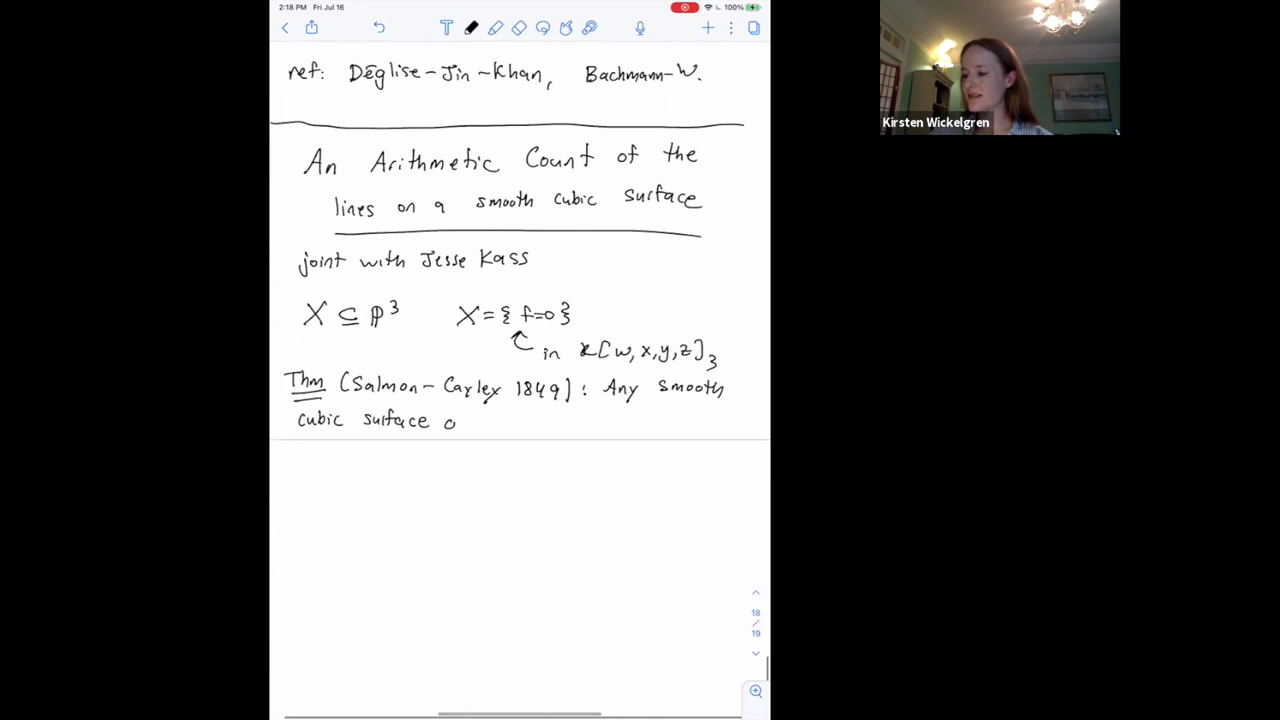 2:18 PM Fri Jul 16
100%
T
ref: Déglise-Jin-Khan, Bachmann-W.
An Arithmetic Count of the
lines on a smooth cubic surface
joint with Jesse Kass
X ⊆ ℙ³ X = { f=0 }
in k[w,x,y,z]₃
Thm (Salmon-Cayley 1849): Any smooth
cubic surface o
18
/
19
Kirsten Wickelgren